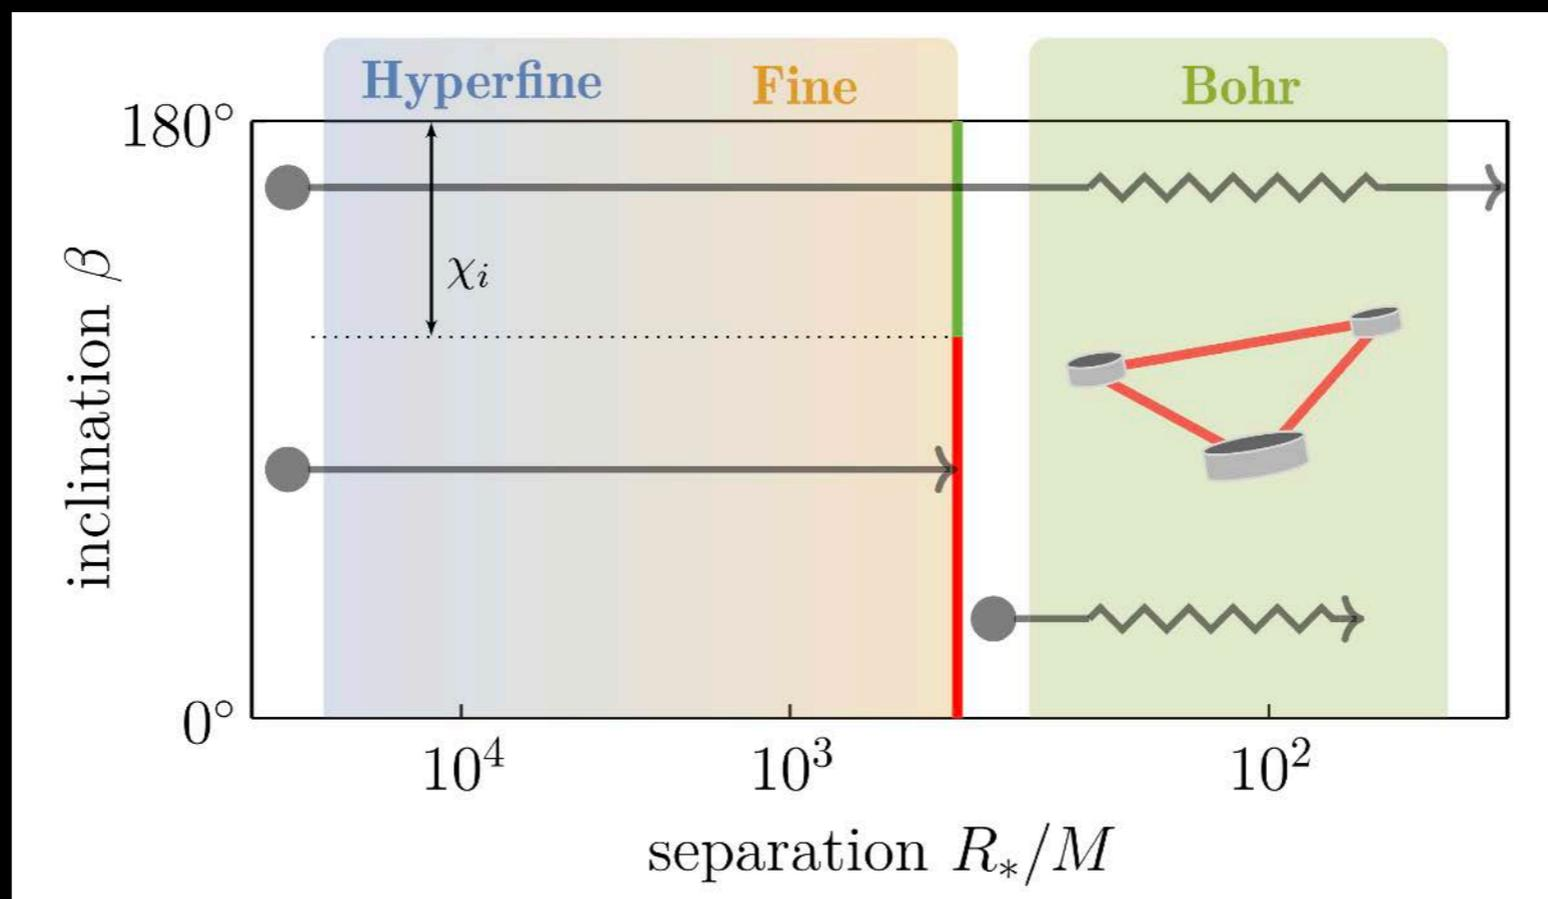 Hyperfine Fine Bohr
180°
χᵢ
inclination β
0°
10⁴ 10³ 10²
separation R⁎/M